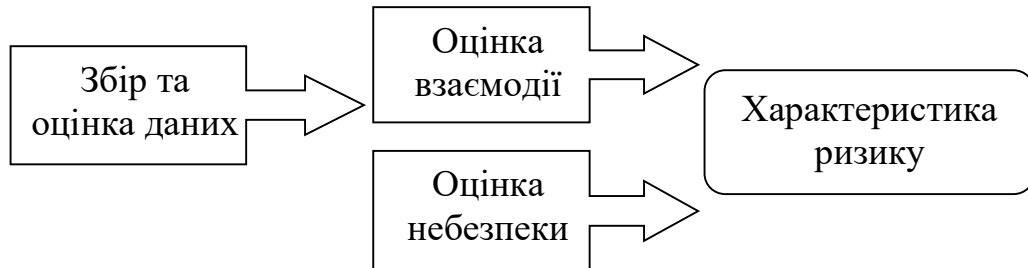 Збір та
оцінка даних
Оцінка
взаємодії
Оцінка
небезпеки
Характеристика
ризику